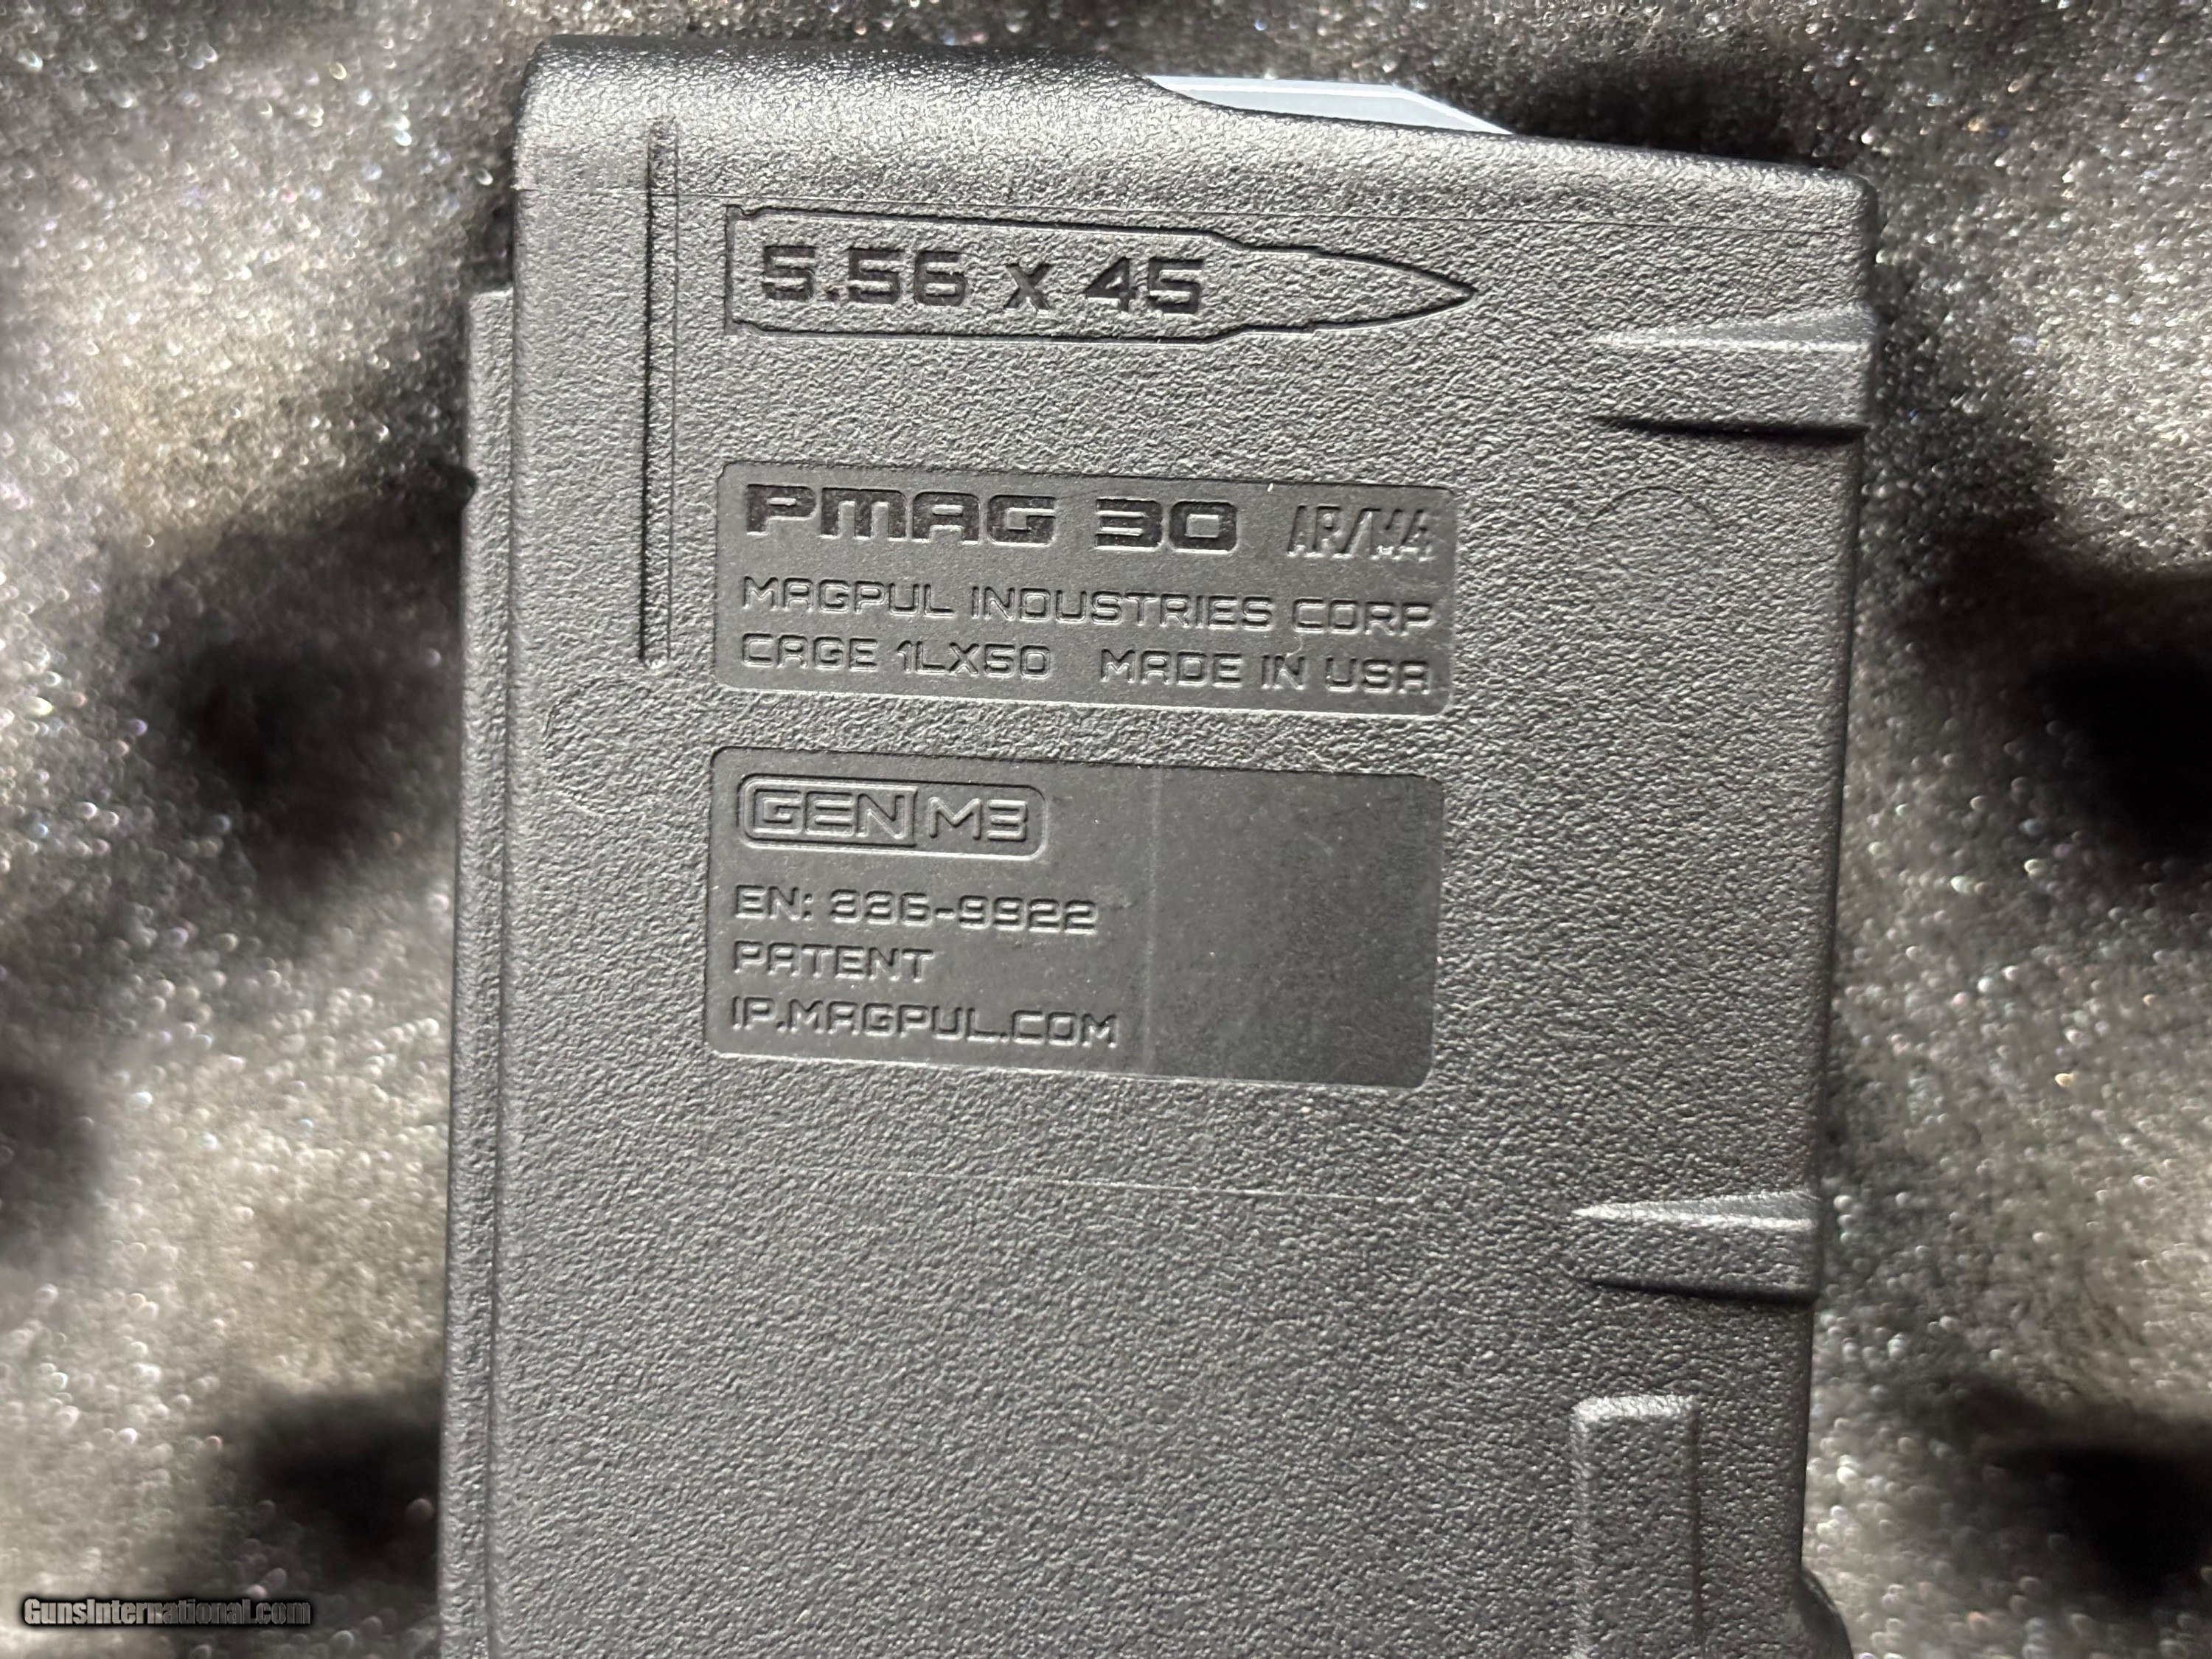 5.56 x 45
PMAG 30 AR/M4
MAGPUL INDUSTRIES CORP
CAGE 1LX50 MADE IN USA
GEN M3
EN: 336-9922
PATENT
IP.MAGPUL.COM
GunsInternational.com